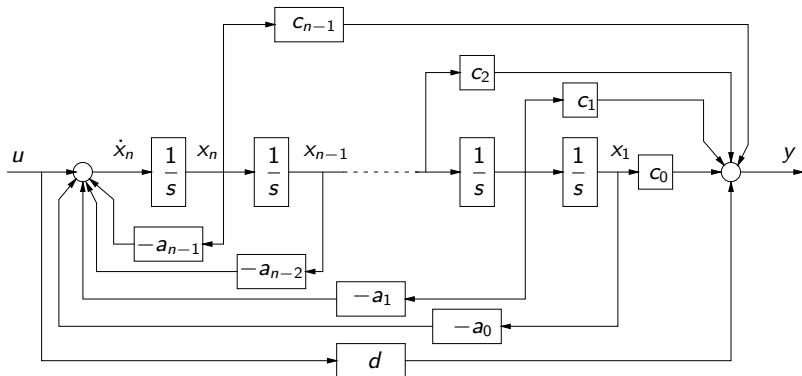 c_{n−1}
c_2
c_1
u
ẋ_n
1/s
x_n
1/s
x_{n−1}
1/s
1/s
x_1
c_0
y
−a_{n−1}
−a_{n−2}
−a_1
−a_0
d